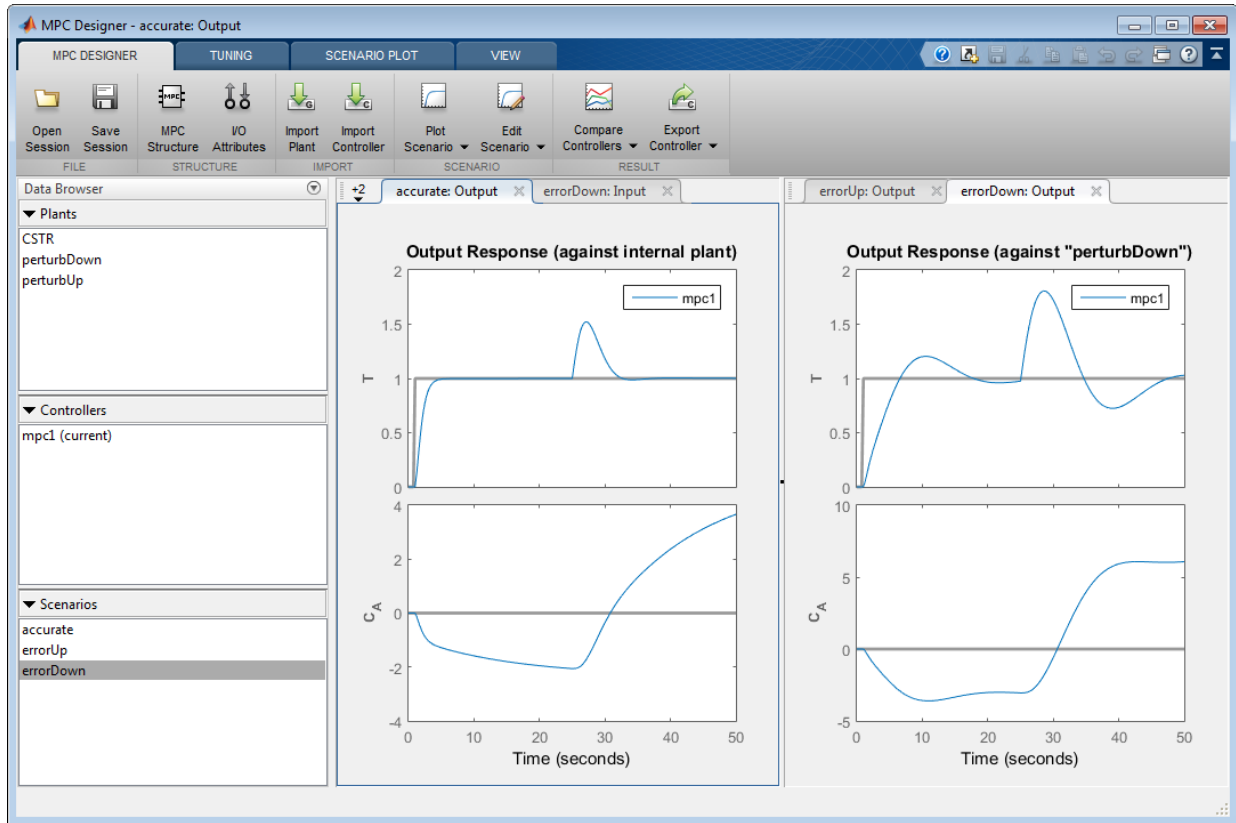 MPC Designer - accurate: Output
MPC DESIGNER TUNING SCENARIO PLOT VIEW
MPC G C C
Open Session
Save Session
MPC Structure
I/O Attributes
Import Plant
Import Controller
Plot Scenario
Edit Scenario
Compare Controllers
Export Controller
FILE STRUCTURE IMPORT SCENARIO RESULT
Data Browser
Plants
CSTR
perturbDown
perturbUp
Controllers
mpc1 (current)
Scenarios
accurate
errorUp
errorDown
+2 accurate: Output errorDown: Input
Output Response (against internal plant)
mpc1
2
1.5
1
0.5
0
T
4
2
0
-2
-4
CA
0 10 20 30 40 50
Time (seconds)
errorUp: Output errorDown: Output
Output Response (against "perturbDown")
mpc1
2
1.5
1
0.5
0
T
10
5
0
-5
CA
0 10 20 30 40 50
Time (seconds)